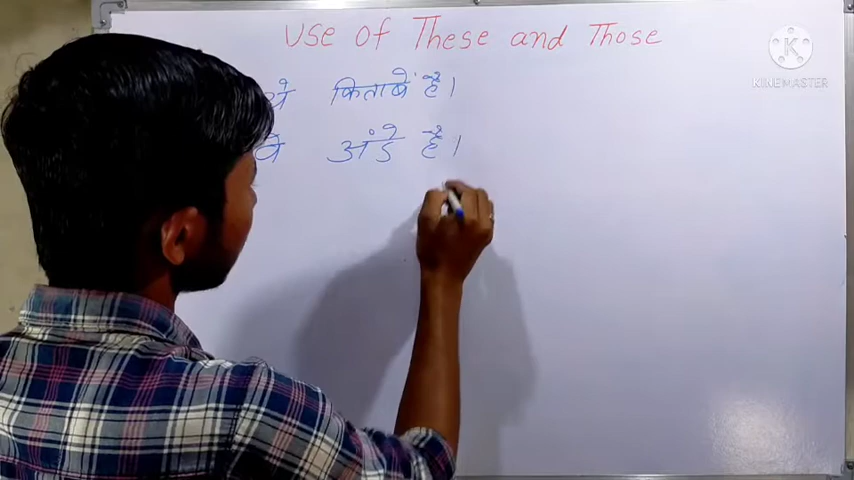 Use of These and Those
ये किताबे है।
वे अंडे है।
KINEMASTER